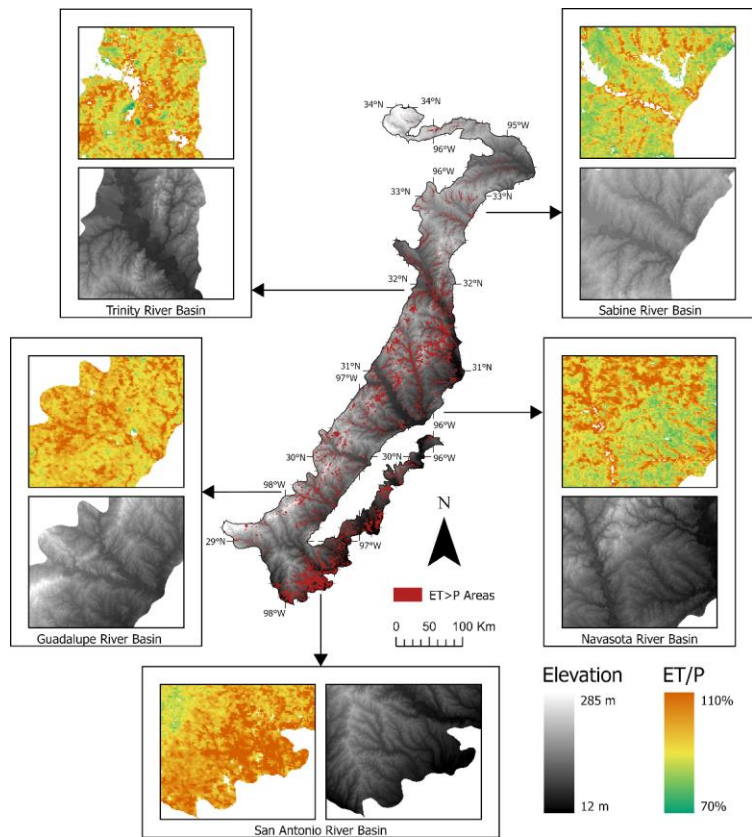 34°N
34°N
95°W
96°W
96°W
33°N
33°N
Trinity River Basin
Sabine River Basin
32°N
32°N
31°N
97°W
31°N
96°W
30°N
30°N
96°W
98°W
N
29°N
97°W
98°W
ET>P Areas
0 50 100 Km
Guadalupe River Basin
Navasota River Basin
San Antonio River Basin
Elevation
285 m
12 m
ET/P
110%
70%